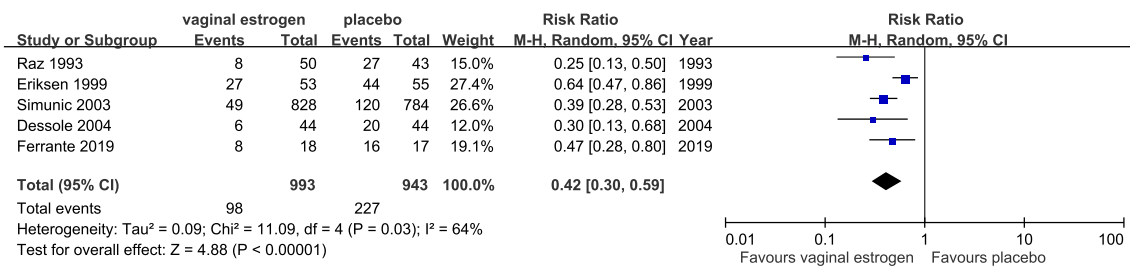 vaginal estrogen placebo Risk Ratio Risk Ratio
Study or Subgroup Events Total Events Total Weight M-H, Random, 95% CI Year M-H, Random, 95% CI
Raz 1993 8 50 27 43 15.0% 0.25 [0.13, 0.50] 1993
Eriksen 1999 27 53 44 55 27.4% 0.64 [0.47, 0.86] 1999
Simunic 2003 49 828 120 784 26.6% 0.39 [0.28, 0.53] 2003
Dessole 2004 6 44 20 44 12.0% 0.30 [0.13, 0.68] 2004
Ferrante 2019 8 18 16 17 19.1% 0.47 [0.28, 0.80] 2019
Total (95% CI) 993 943 100.0% 0.42 [0.30, 0.59]
Total events 98 227
Heterogeneity: Tau² = 0.09; Chi² = 11.09, df = 4 (P = 0.03); I² = 64%
Test for overall effect: Z = 4.88 (P < 0.00001)
0.01 0.1 1 10 100
Favours vaginal estrogen Favours placebo